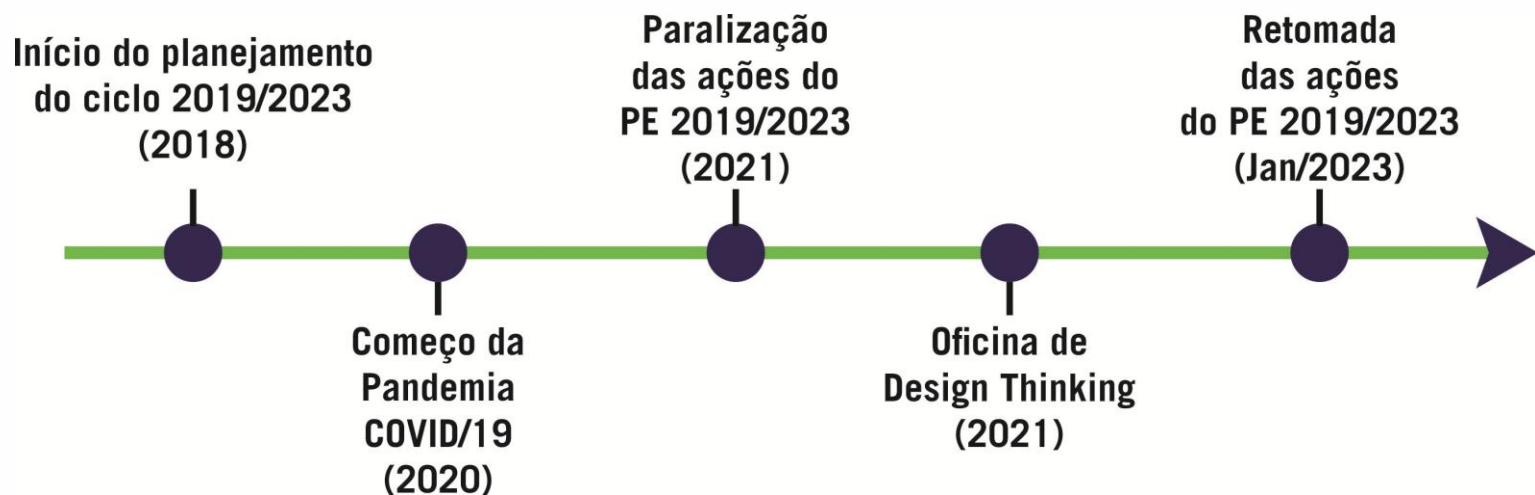 Início do planejamento
do ciclo 2019/2023
(2018)
Começo da
Pandemia
COVID/19
(2020)
Paralização
das ações do
PE 2019/2023
(2021)
Oficina de
Design Thinking
(2021)
Retomada
das ações
do PE 2019/2023
(Jan/2023)